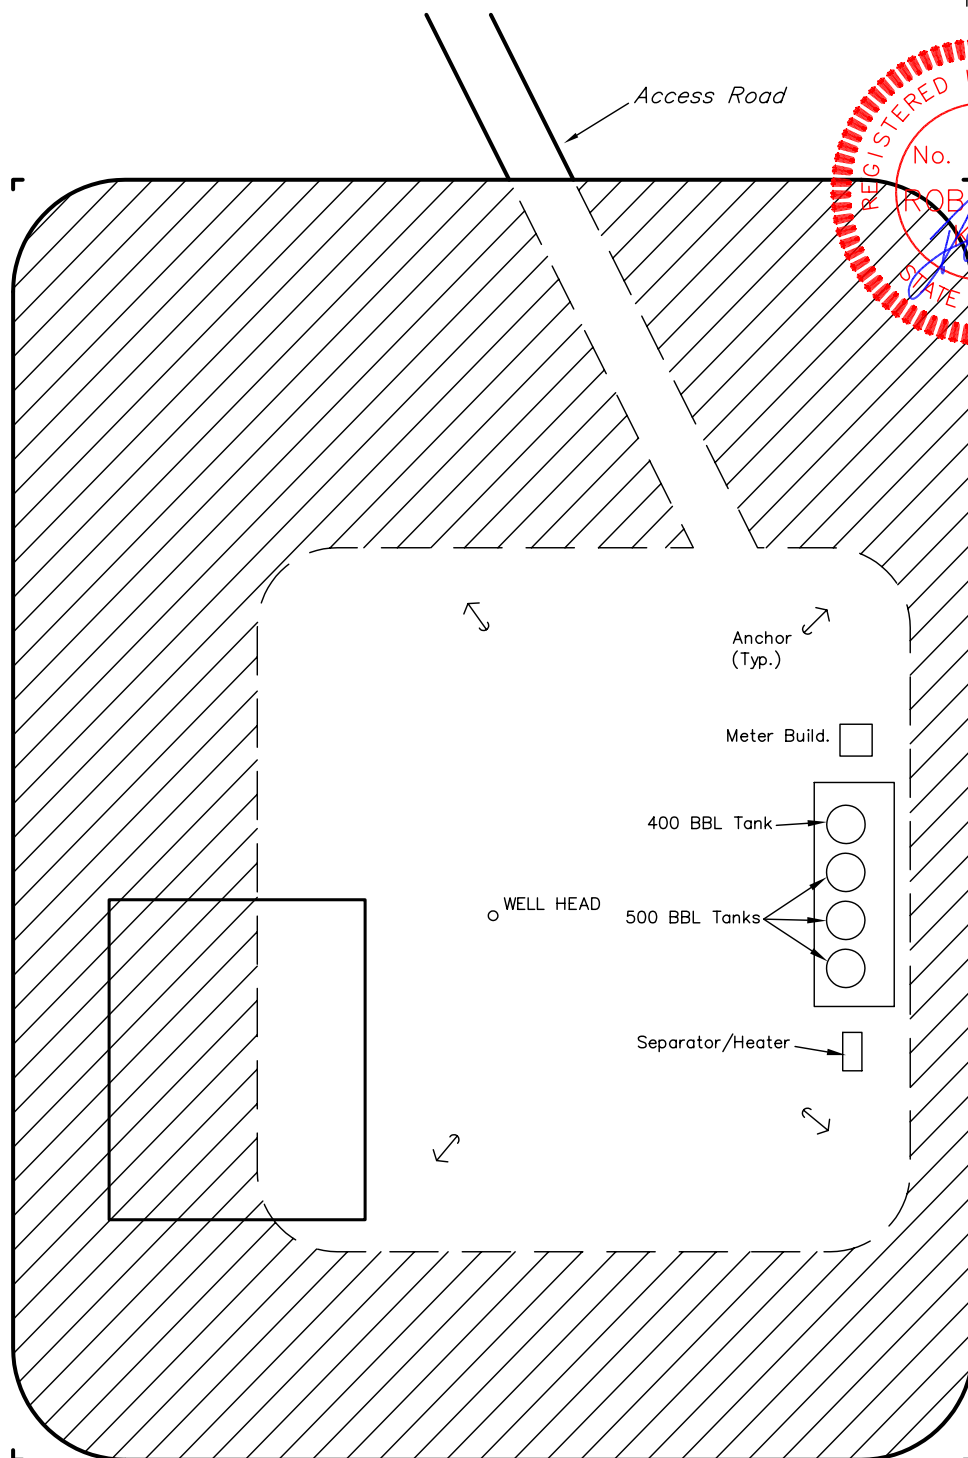 Access Road
REGISTERED
No.
STATE
Anchor
(Typ.)
Meter Build.
400 BBL Tank
WELL HEAD
500 BBL Tanks
Separator/Heater